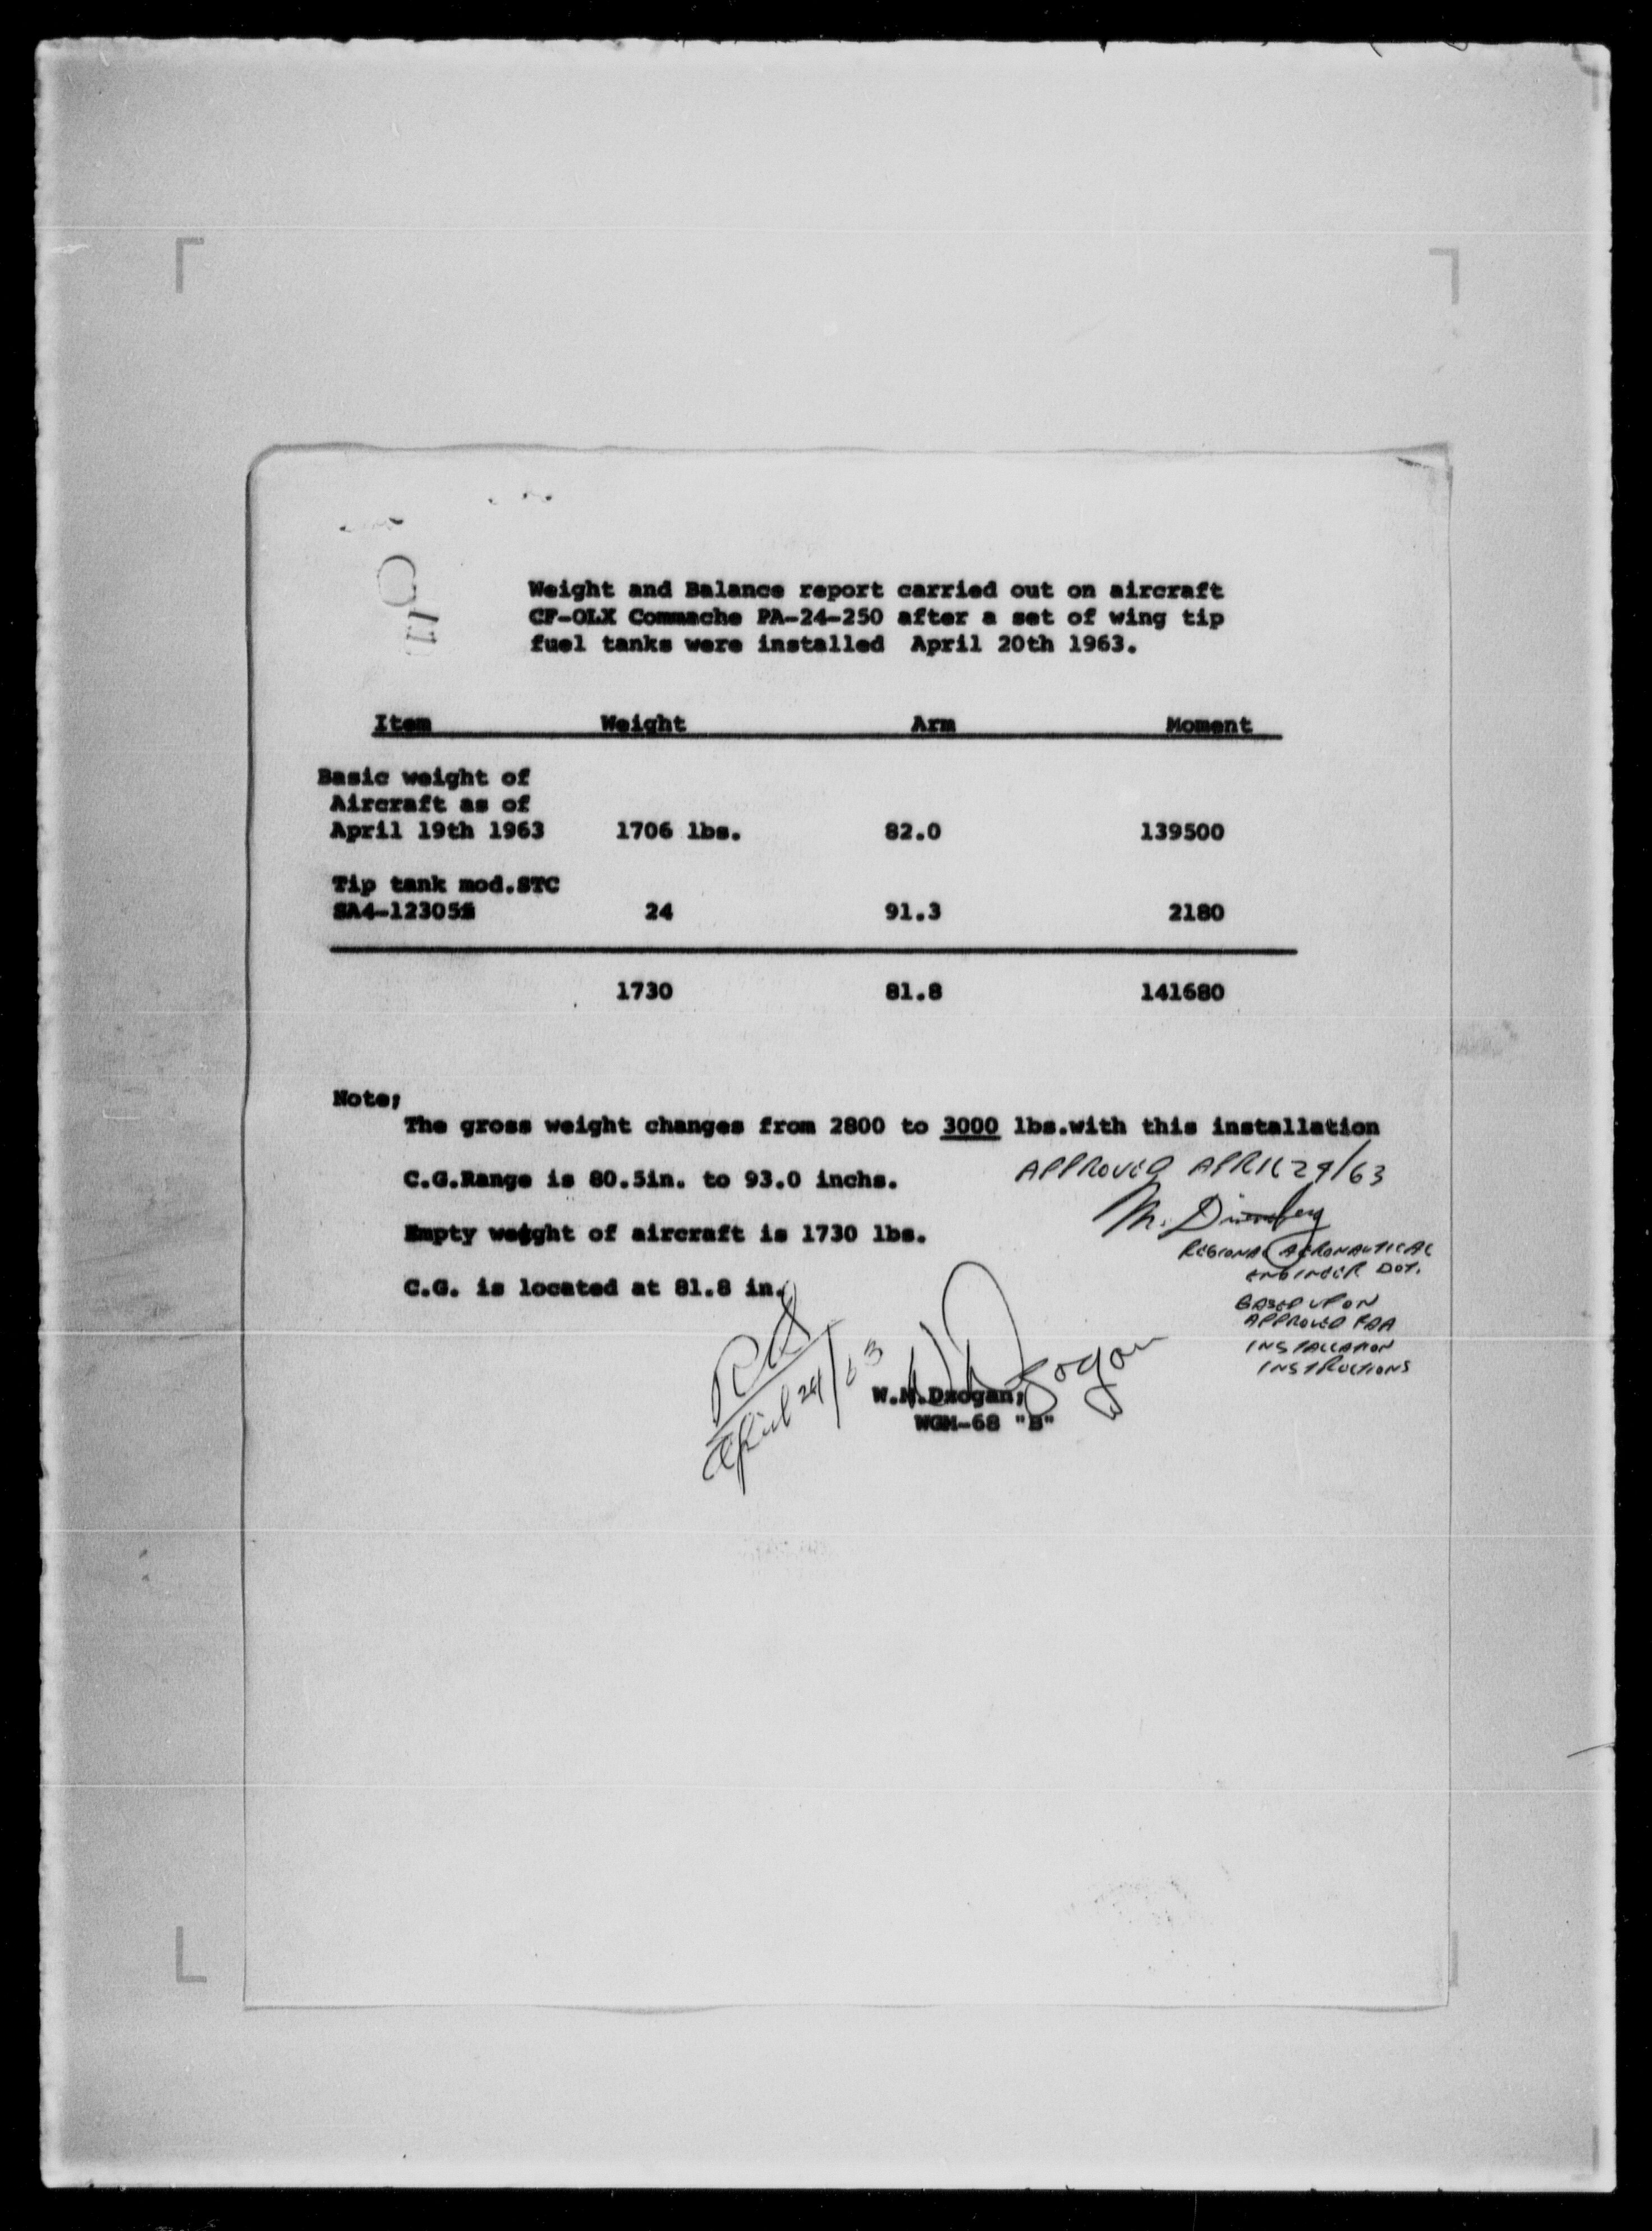 Weight and Balance report carried out on aircraft
CF-OLX Commache PA-24-250 after a set of wing tip
fuel tanks were installed April 20th 1963.
Item Weight Arm Moment
Basic weight of
Aircraft as of
April 19th 1963 1706 lbs. 82.0 139500
Tip tank mod.STC
SA4-1230 24 91.3 2180
1730 81.8 141680
Note;
The gross weight changes from 2800 to 3000 lbs.with this installation
C.G.Range is 80.5in. to 93.0 inchs.
APPROVED APRIL 29/63
Empty weight of aircraft is 1730 lbs.
M.
REGIONAL AERONAUTICAL
ENGINEER DOT.
C.G. is located at 81.8 in.
BASED UPON
APPROVED FAA
INSTALLATION
INSTRUCTIONS
April 29/63
W Dzogan
W.N.Dzogan;
WGM-68 "B"